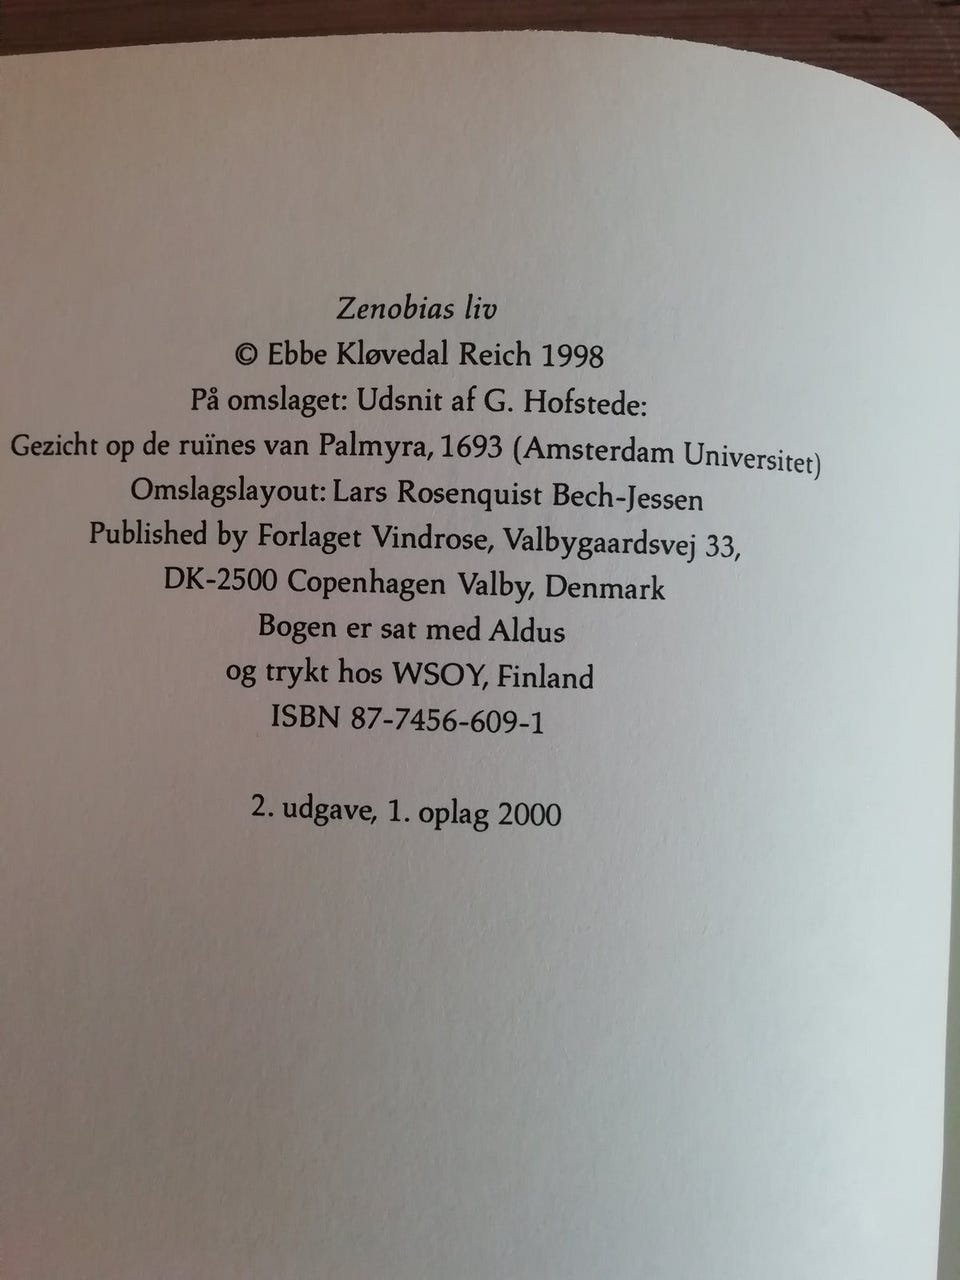 Zenobias liv
© Ebbe Kløvedal Reich 1998
På omslaget: Udsnit af G. Hofstede:
Gezicht op de ruïnes van Palmyra, 1693 (Amsterdam Universitet)
Omslagslayout: Lars Rosenquist Bech-Jessen
Published by Forlaget Vindrose, Valbygaardsvej 33,
DK-2500 Copenhagen Valby, Denmark
Bogen er sat med Aldus
og trykt hos WSOY, Finland
ISBN 87-7456-609-1
2. udgave, 1. oplag 2000